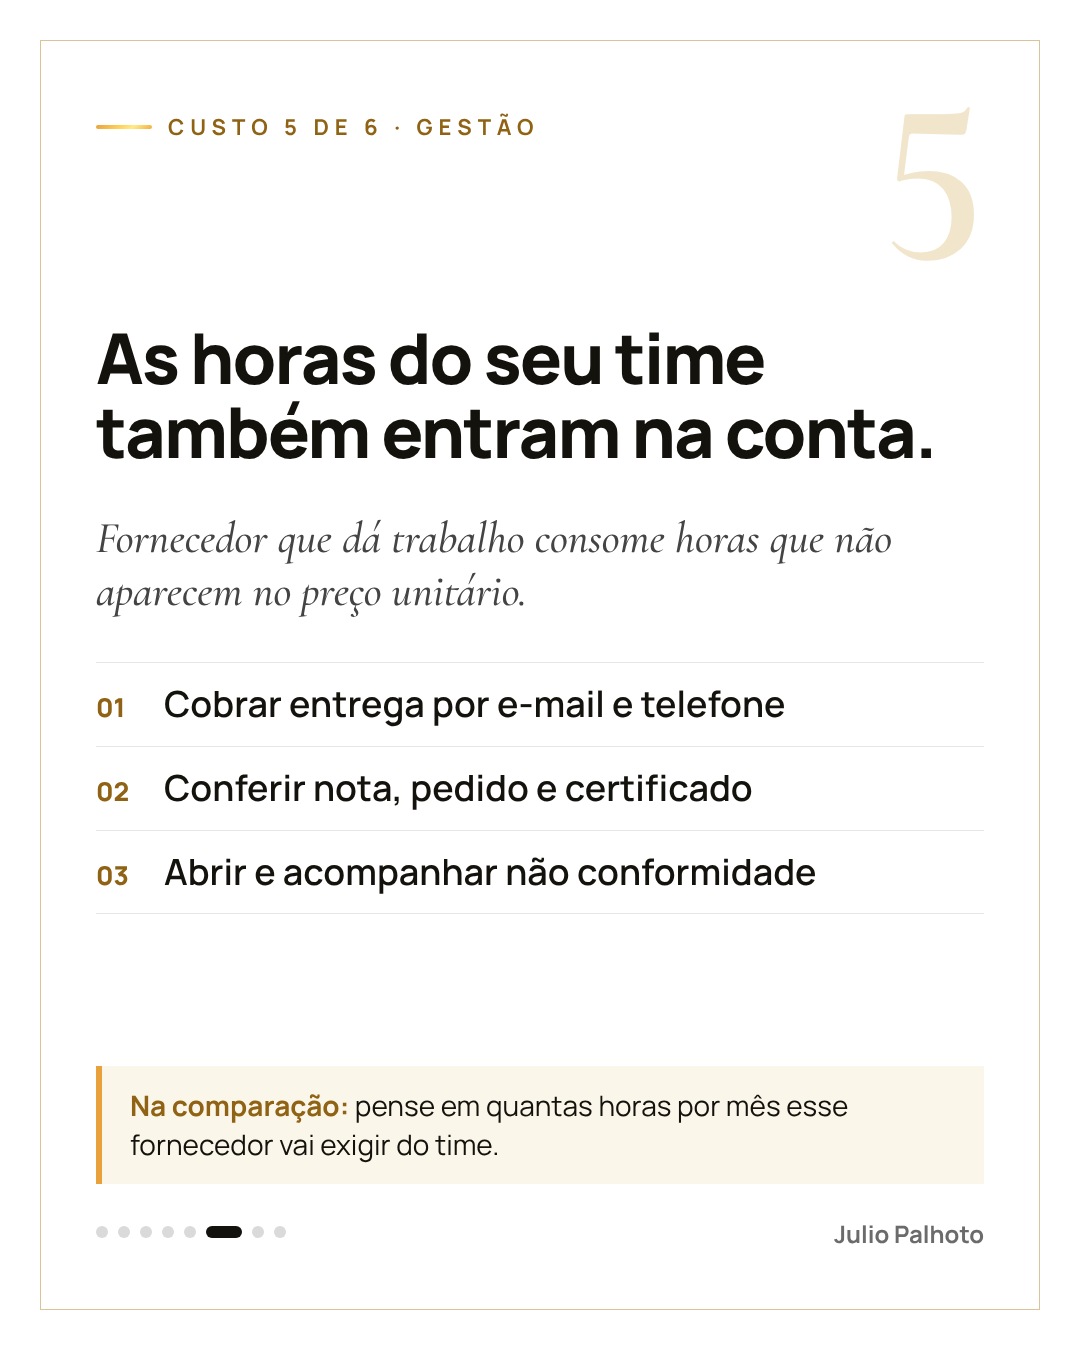 CUSTO 5 DE 6 · GESTÃO
5
As horas do seu time
também entram na conta.
Fornecedor que dá trabalho consome horas que não
aparecem no preço unitário.
01 Cobrar entrega por e-mail e telefone
02 Conferir nota, pedido e certificado
03 Abrir e acompanhar não conformidade
Na comparação: pense em quantas horas por mês esse
fornecedor vai exigir do time.
Julio Palhoto